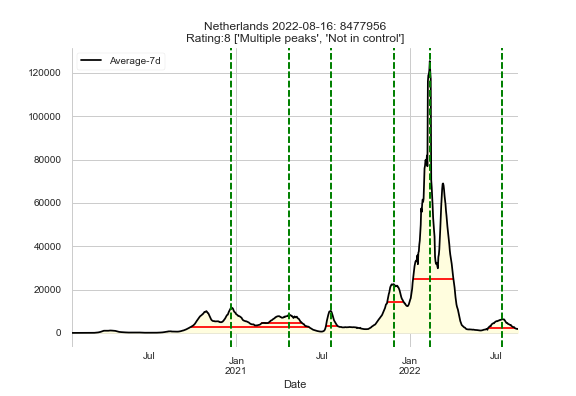 Netherlands 2022-08-16: 8477956
Rating:8 ['Multiple peaks', 'Not in control']
Average-7d
120000
100000
80000
60000
40000
20000
0
Jul
Jan
2021
Jul
Jan
2022
Jul
Date